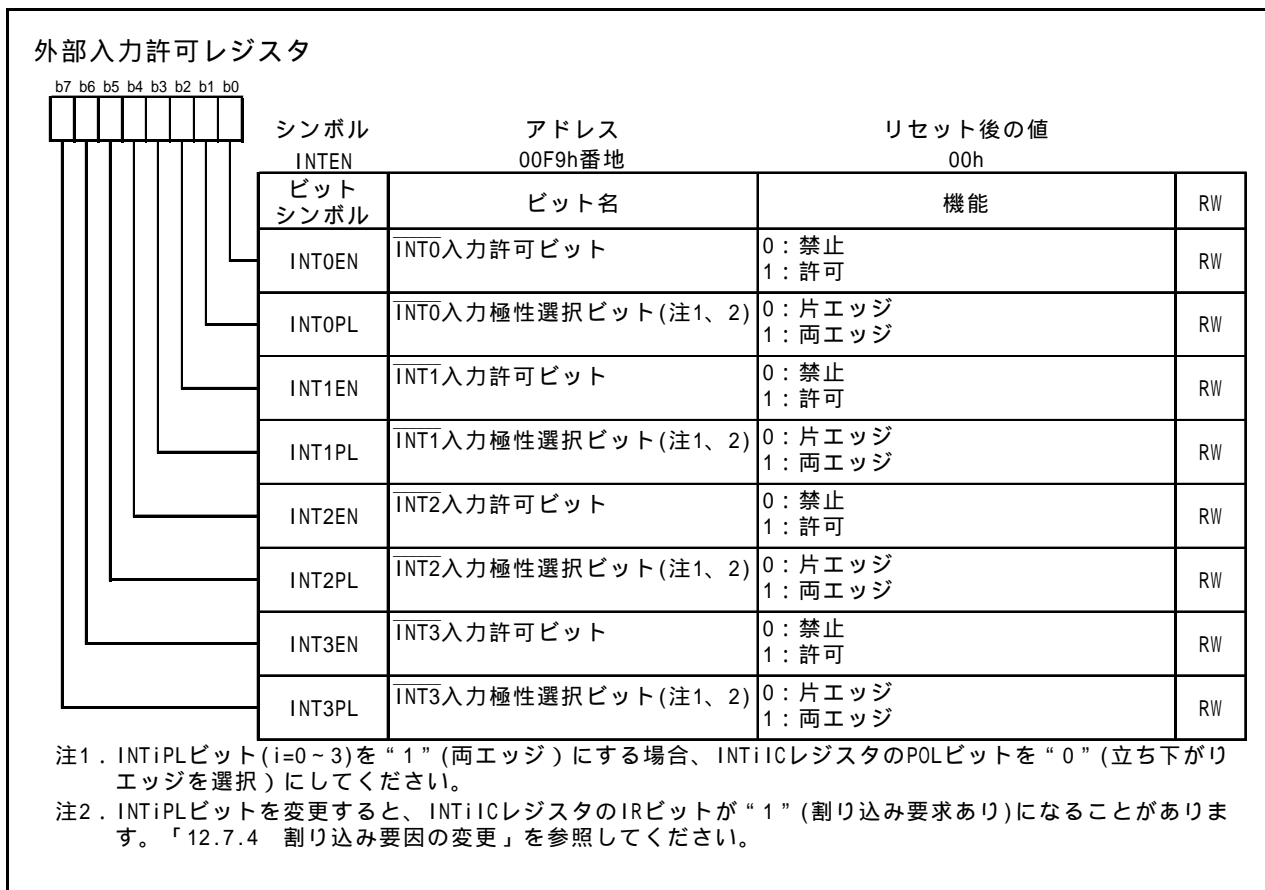 外部入力許可レジスタ
b7 b6 b5 b4 b3 b2 b1 b0
シンボル アドレス リセット後の値
INTEN 00F9h番地 00h
ビット
シンボル ビット名 機能 RW
INT0EN INT0入力許可ビット 0：禁止
1：許可 RW
INT0PL INT0入力極性選択ビット(注1、2) 0：片エッジ
1：両エッジ RW
INT1EN INT1入力許可ビット 0：禁止
1：許可 RW
INT1PL INT1入力極性選択ビット(注1、2) 0：片エッジ
1：両エッジ RW
INT2EN INT2入力許可ビット 0：禁止
1：許可 RW
INT2PL INT2入力極性選択ビット(注1、2) 0：片エッジ
1：両エッジ RW
INT3EN INT3入力許可ビット 0：禁止
1：許可 RW
INT3PL INT3入力極性選択ビット(注1、2) 0：片エッジ
1：両エッジ RW
注1．INTiPLビット(i=0~3)を“1”(両エッジ）にする場合、INTiICレジスタのPOLビットを“0”(立ち下がり
エッジを選択）にしてください。
注2．INTiPLビットを変更すると、INTiICレジスタのIRビットが“1”(割り込み要求あり)になることがありま
す。「12.7.4　割り込み要因の変更」を参照してください。